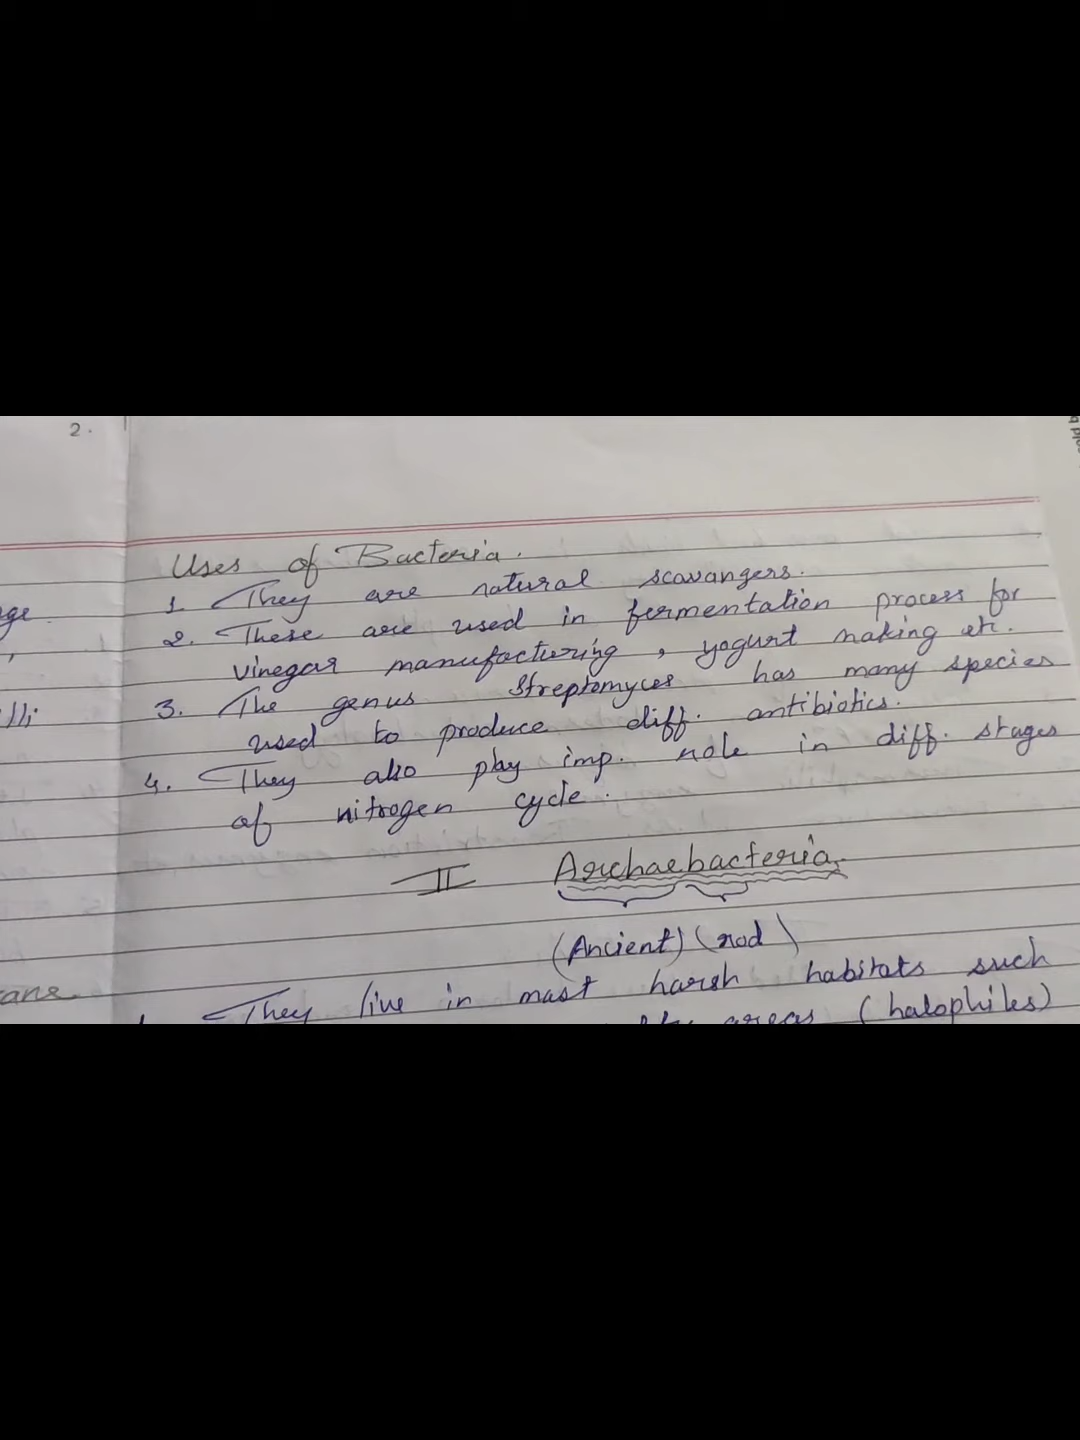 2.
Uses of Bacteria.
1. They are natural scavangers.
2. These are used in fermentation process for
vinegar manufacturing, yogurt making etc.
3. The genus Streptomyces has many species
used to produce diff. antibiotics.
4. They also play imp. role in diff. stages
of nitrogen cycle.
II Archaebacteria.
(Ancient) (rod)
They live in most harsh habitats such
areas (halophiles)